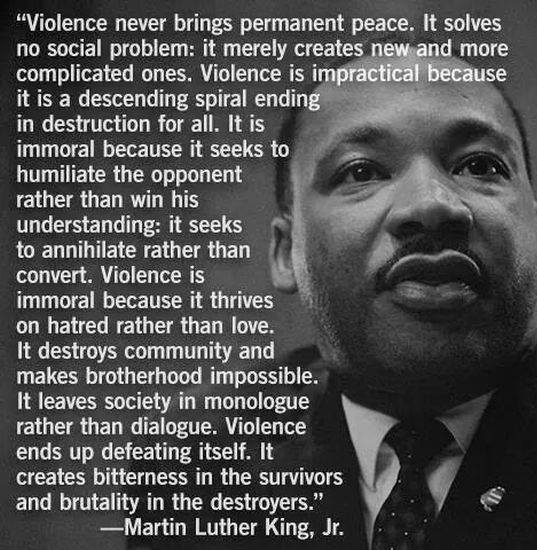 “Violence never brings permanent peace. It solves
no social problem: it merely creates new and more
complicated ones. Violence is impractical because
it is a descending spiral ending
in destruction for all. It is
immoral because it seeks to
humiliate the opponent
rather than win his
understanding: it seeks
to annihilate rather than
convert. Violence is
immoral because it thrives
on hatred rather than love.
It destroys community and
makes brotherhood impossible.
It leaves society in monologue
rather than dialogue. Violence
ends up defeating itself. It
creates bitterness in the survivors
and brutality in the destroyers.”
—Martin Luther King, Jr.